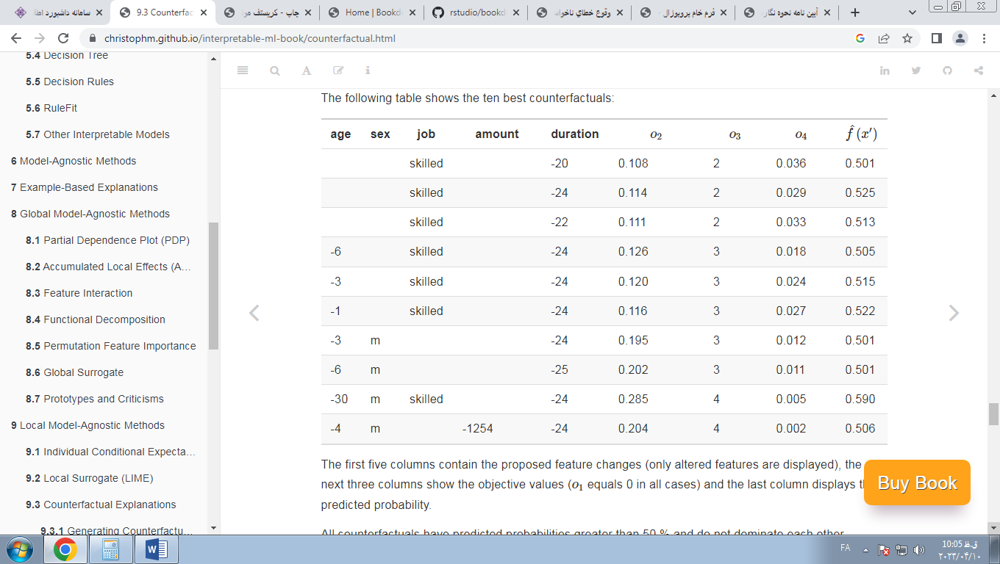 سامانه داشبورد اطلا
9.3 Counterfac
چاپ - کریستف مول
Home | Bookdo
rstudio/bookd
وقوع خطاي ناخوا
فرم خام پروپوزال -
آیین نامه نحوه نگار
christophm.github.io/interpretable-ml-book/counterfactual.html
5.4 Decision Tree
5.5 Decision Rules
5.6 RuleFit
5.7 Other Interpretable Models
6 Model-Agnostic Methods
7 Example-Based Explanations
8 Global Model-Agnostic Methods
8.1 Partial Dependence Plot (PDP)
8.2 Accumulated Local Effects (A...
8.3 Feature Interaction
8.4 Functional Decomposition
8.5 Permutation Feature Importance
8.6 Global Surrogate
8.7 Prototypes and Criticisms
9 Local Model-Agnostic Methods
9.1 Individual Conditional Expecta...
9.2 Local Surrogate (LIME)
9.3 Counterfactual Explanations
9.3.1 Generating Counterfactu...
The following table shows the ten best counterfactuals:
age sex job amount duration o₂ o₃ o₄ f̂(x′)
skilled -20 0.108 2 0.036 0.501
skilled -24 0.114 2 0.029 0.525
skilled -22 0.111 2 0.033 0.513
-6 skilled -24 0.126 3 0.018 0.505
-3 skilled -24 0.120 3 0.024 0.515
-1 skilled -24 0.116 3 0.027 0.522
-3 m -24 0.195 3 0.012 0.501
-6 m -25 0.202 3 0.011 0.501
-30 m skilled -24 0.285 4 0.005 0.590
-4 m -1254 -24 0.204 4 0.002 0.506
The first five columns contain the proposed feature changes (only altered features are displayed), the
next three columns show the objective values (o₁ equals 0 in all cases) and the last column displays
predicted probability.
All counterfactuals have predicted probabilities greater than 50 % and do not dominate each other.
Buy Book
FA
10:05 ق.ظ
۲۰۲۳/۰۴/۱۰